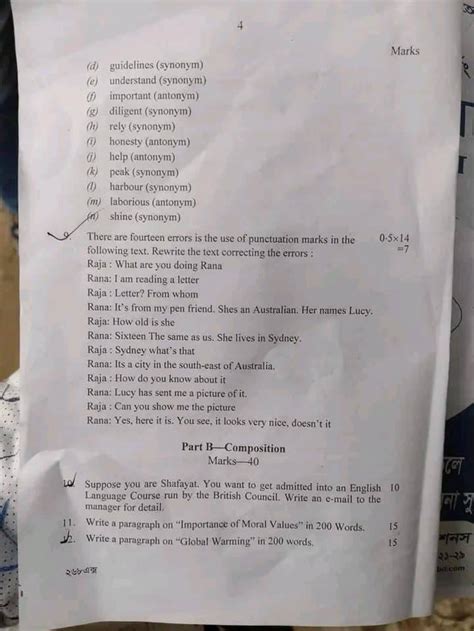 4
Marks
(d) guidelines (synonym)
(e) understand (synonym)
(f) important (antonym)
(g) diligent (synonym)
(h) rely (synonym)
(i) honesty (antonym)
(j) help (antonym)
(k) peak (synonym)
(l) harbour (synonym)
(m) laborious (antonym)
(n) shine (synonym)
9. There are fourteen errors is the use of punctuation marks in the 0·5×14
following text. Rewrite the text correcting the errors : =7
Raja : What are you doing Rana
Rana: I am reading a letter
Raja : Letter? From whom
Rana: It's from my pen friend. Shes an Australian. Her names Lucy.
Raja: How old is she
Rana: Sixteen The same as us. She lives in Sydney.
Raja : Sydney what's that
Rana: Its a city in the south-east of Australia.
Raja : How do you know about it
Rana: Lucy has sent me a picture of it.
Raja : Can you show me the picture
Rana: Yes, here it is. You see, it looks very nice, doesn't it
Part B—Composition
Marks—40
10. Suppose you are Shafayat. You want to get admitted into an English 10
Language Course run by the British Council. Write an e-mail to the
manager for detail.
11. Write a paragraph on "Importance of Moral Values" in 200 Words. 15
12. Write a paragraph on "Global Warming" in 200 words. 15